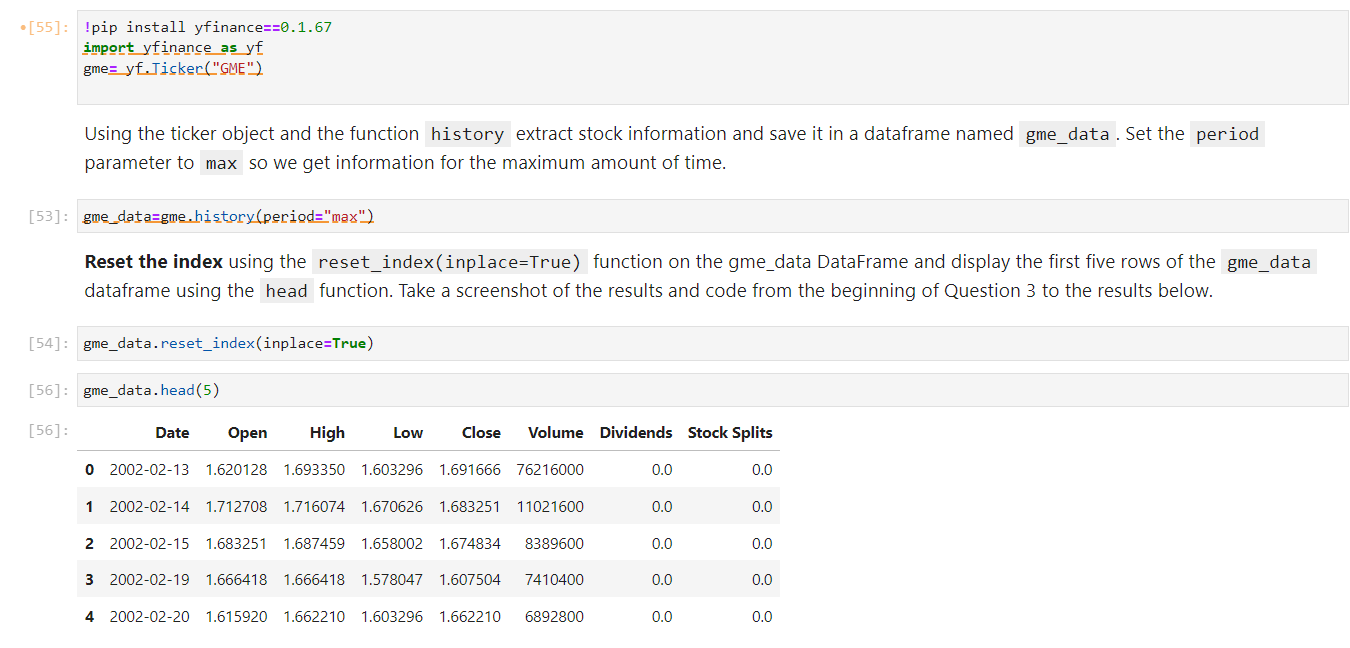 [55]: !pip install yfinance==0.1.67
import yfinance as yf
gme= yf.Ticker("GME")
Using the ticker object and the function history extract stock information and save it in a dataframe named gme_data. Set the period
parameter to max so we get information for the maximum amount of time.
[53]: gme_data=gme.history(period="max")
Reset the index using the reset_index(inplace=True) function on the gme_data DataFrame and display the first five rows of the gme_data
dataframe using the head function. Take a screenshot of the results and code from the beginning of Question 3 to the results below.
[54]: gme_data.reset_index(inplace=True)
[56]: gme_data.head(5)
[56]: Date Open High Low Close Volume Dividends Stock Splits
0 2002-02-13 1.620128 1.693350 1.603296 1.691666 76216000 0.0 0.0
1 2002-02-14 1.712708 1.716074 1.670626 1.683251 11021600 0.0 0.0
2 2002-02-15 1.683251 1.687459 1.658002 1.674834 8389600 0.0 0.0
3 2002-02-19 1.666418 1.666418 1.578047 1.607504 7410400 0.0 0.0
4 2002-02-20 1.615920 1.662210 1.603296 1.662210 6892800 0.0 0.0